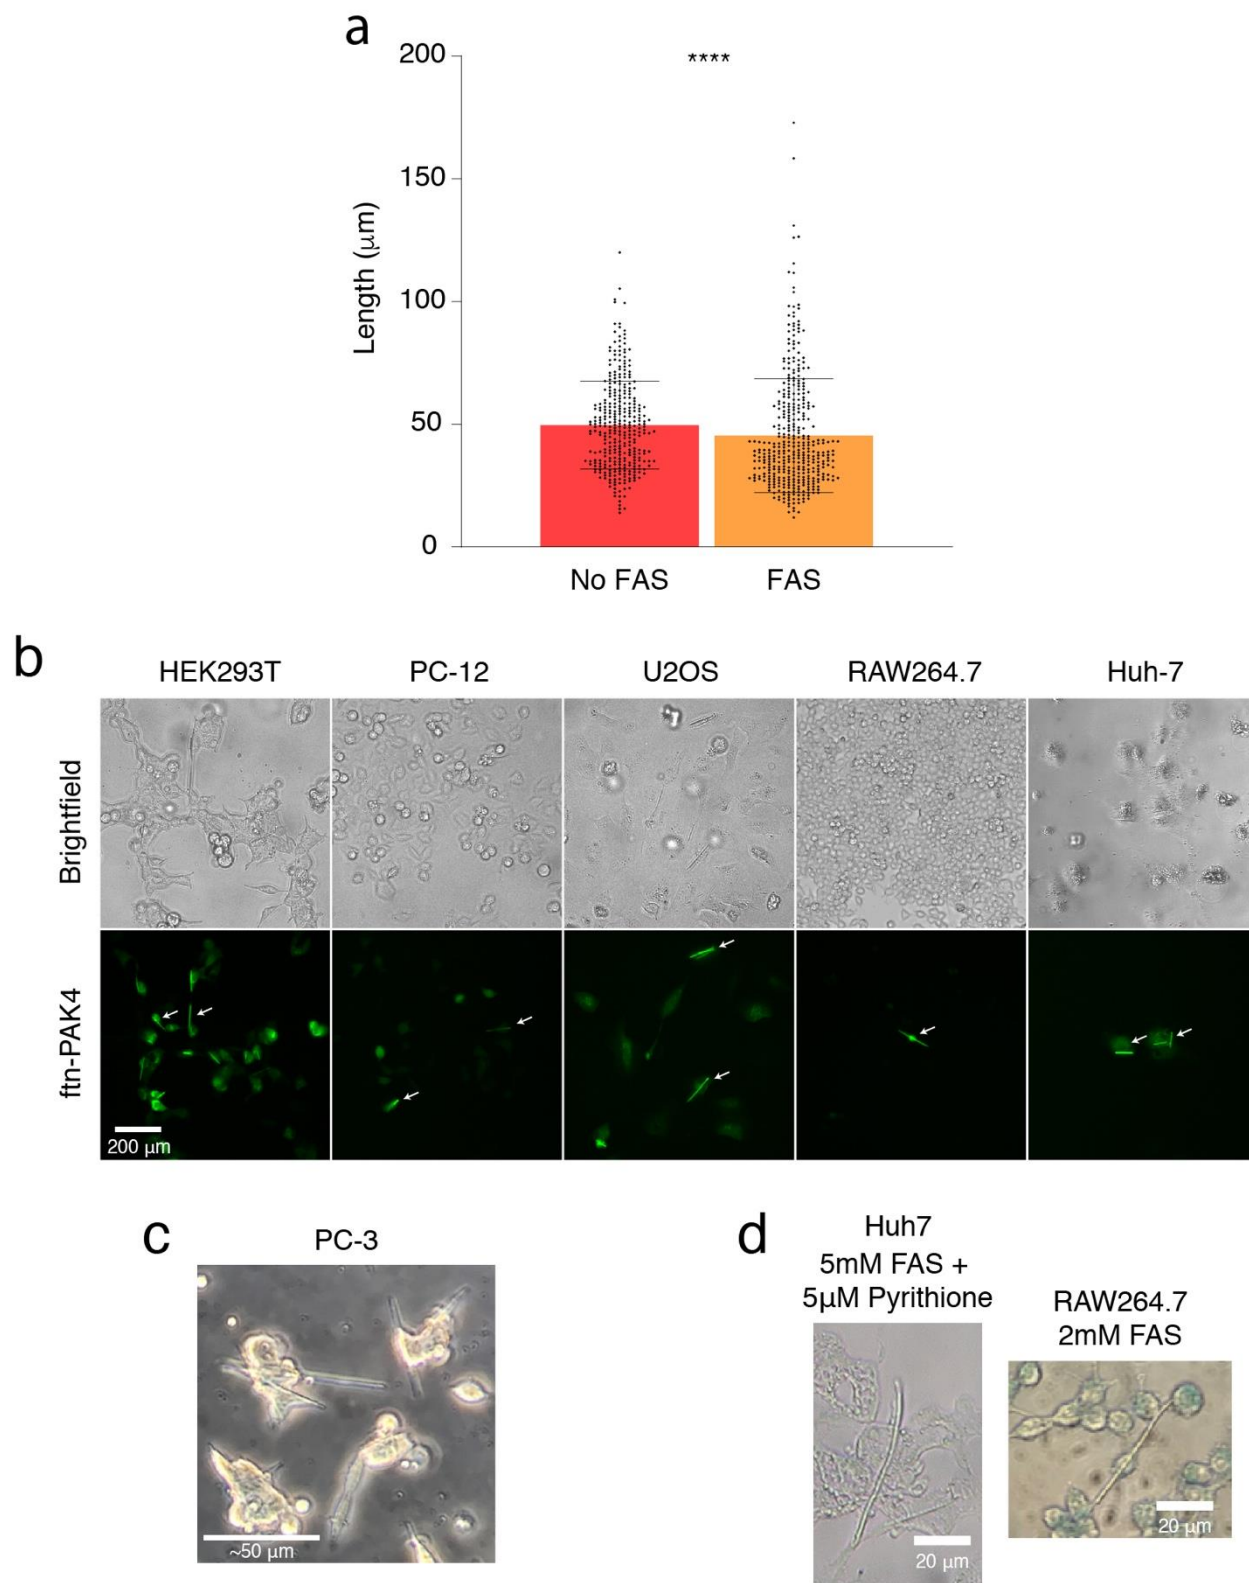 a
200
****
150
100
50
0
Length (μm)
No FAS
FAS
b
HEK293T
PC-12
U2OS
RAW264.7
Huh-7
Brightfield
ftn-PAK4
200 μm
c
PC-3
~50 μm
d
Huh7
5mM FAS +
5μM Pyrithione
20 μm
RAW264.7
2mM FAS
20 μm